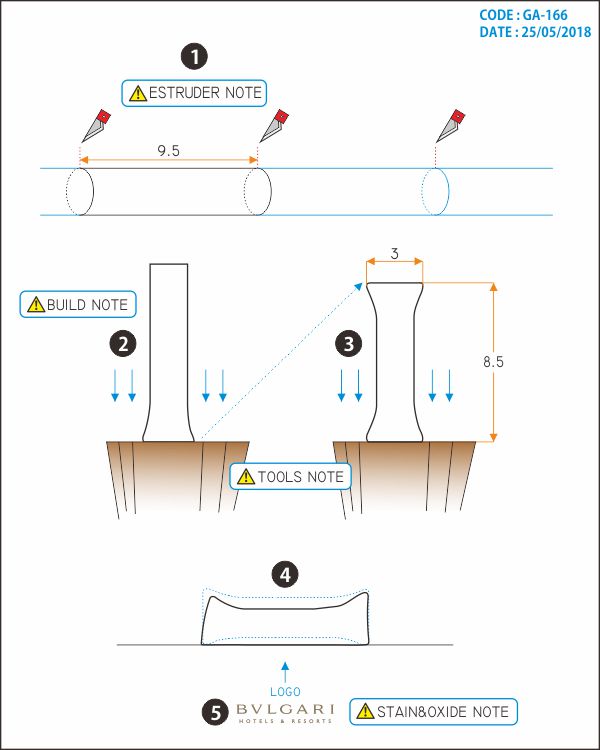 CODE : GA-166
DATE : 25/05/2018
1
ESTRUDER NOTE
9.5
3
BUILD NOTE
2
3
8.5
TOOLS NOTE
4
LOGO
5
BVLGARI
HOTELS & RESORTS
STAIN&OXIDE NOTE